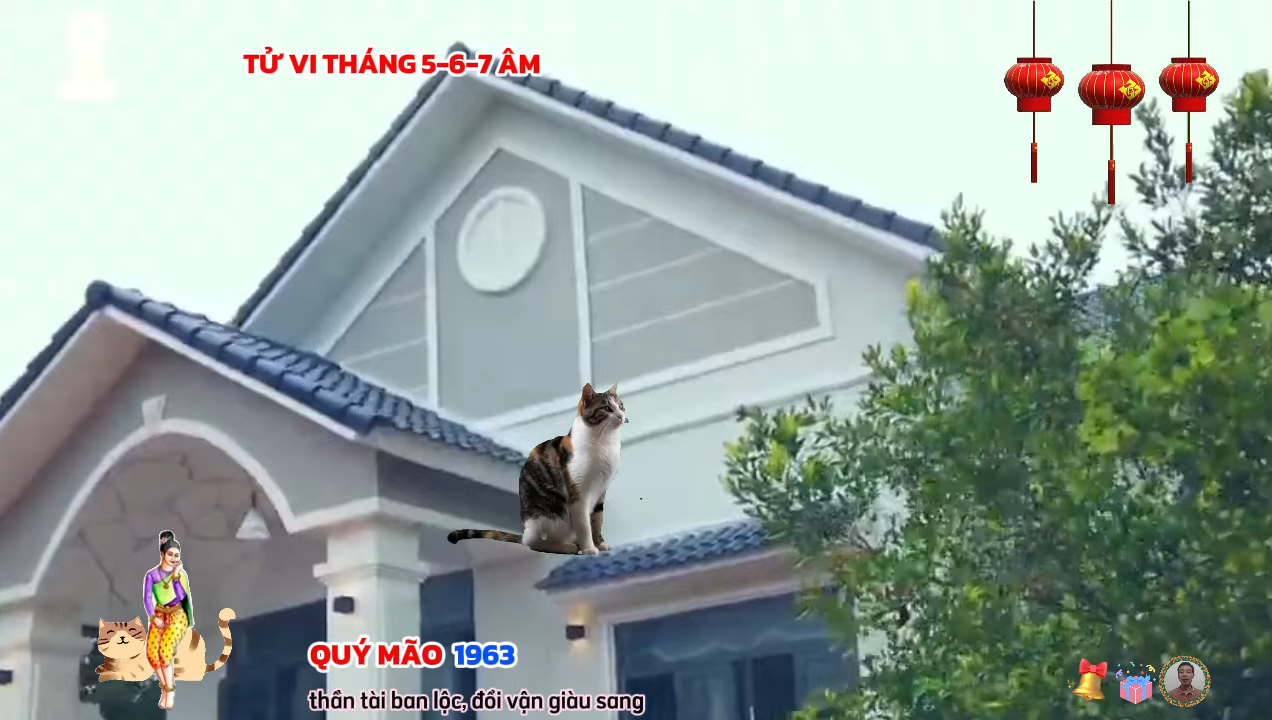 TỬ VI THÁNG 5-6-7 ÂM
QUÝ MÃO 1963
thần tài ban lộc, đổi vận giàu sang